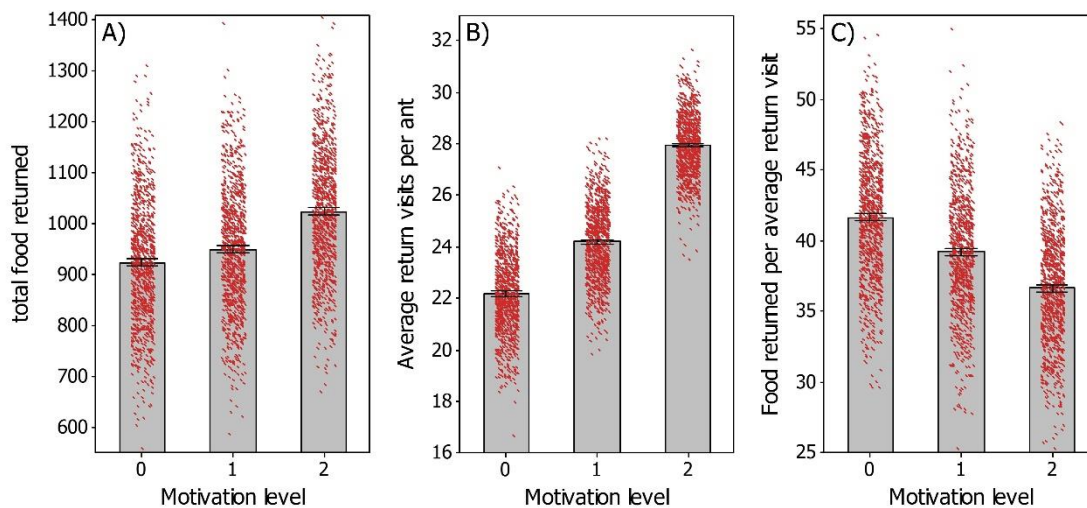 A)
total food returned
1400
1300
1200
1100
1000
900
800
700
600
0 1 2
Motivation level
B)
Average return visits per ant
32
30
28
26
24
22
20
18
16
0 1 2
Motivation level
C)
Food returned per average return visit
55
50
45
40
35
30
25
0 1 2
Motivation level